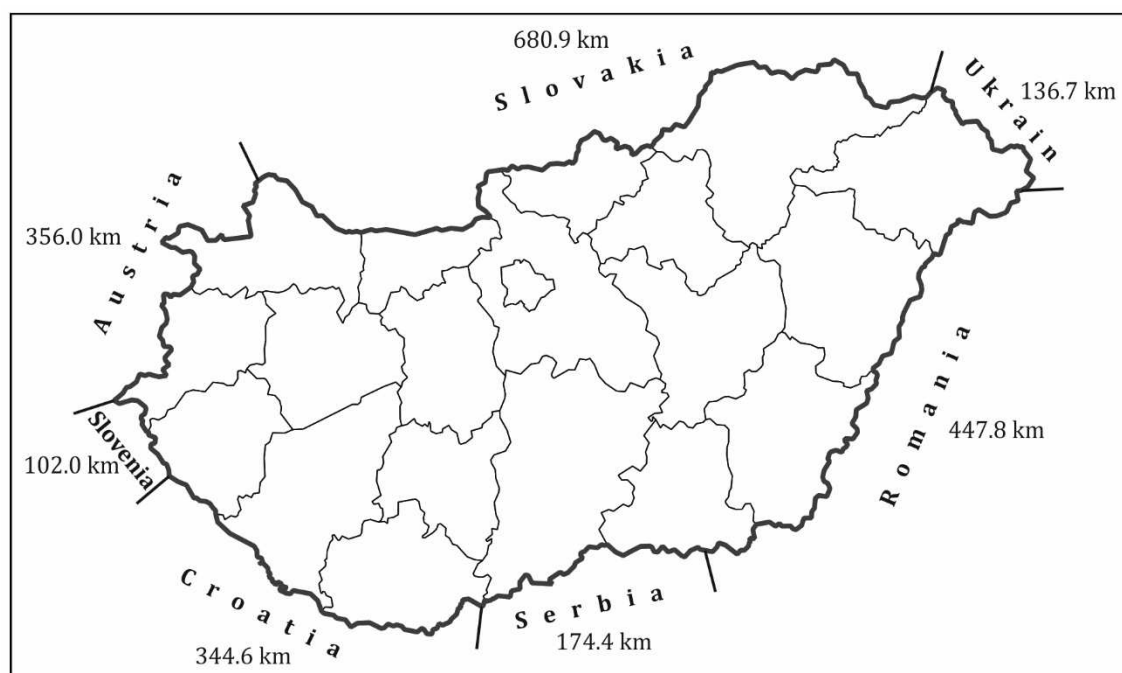 680.9 km
Slovakia
Ukrain
136.7 km
Austria
356.0 km
Romania
447.8 km
Slovenia
102.0 km
Croatia
344.6 km
Serbia
174.4 km